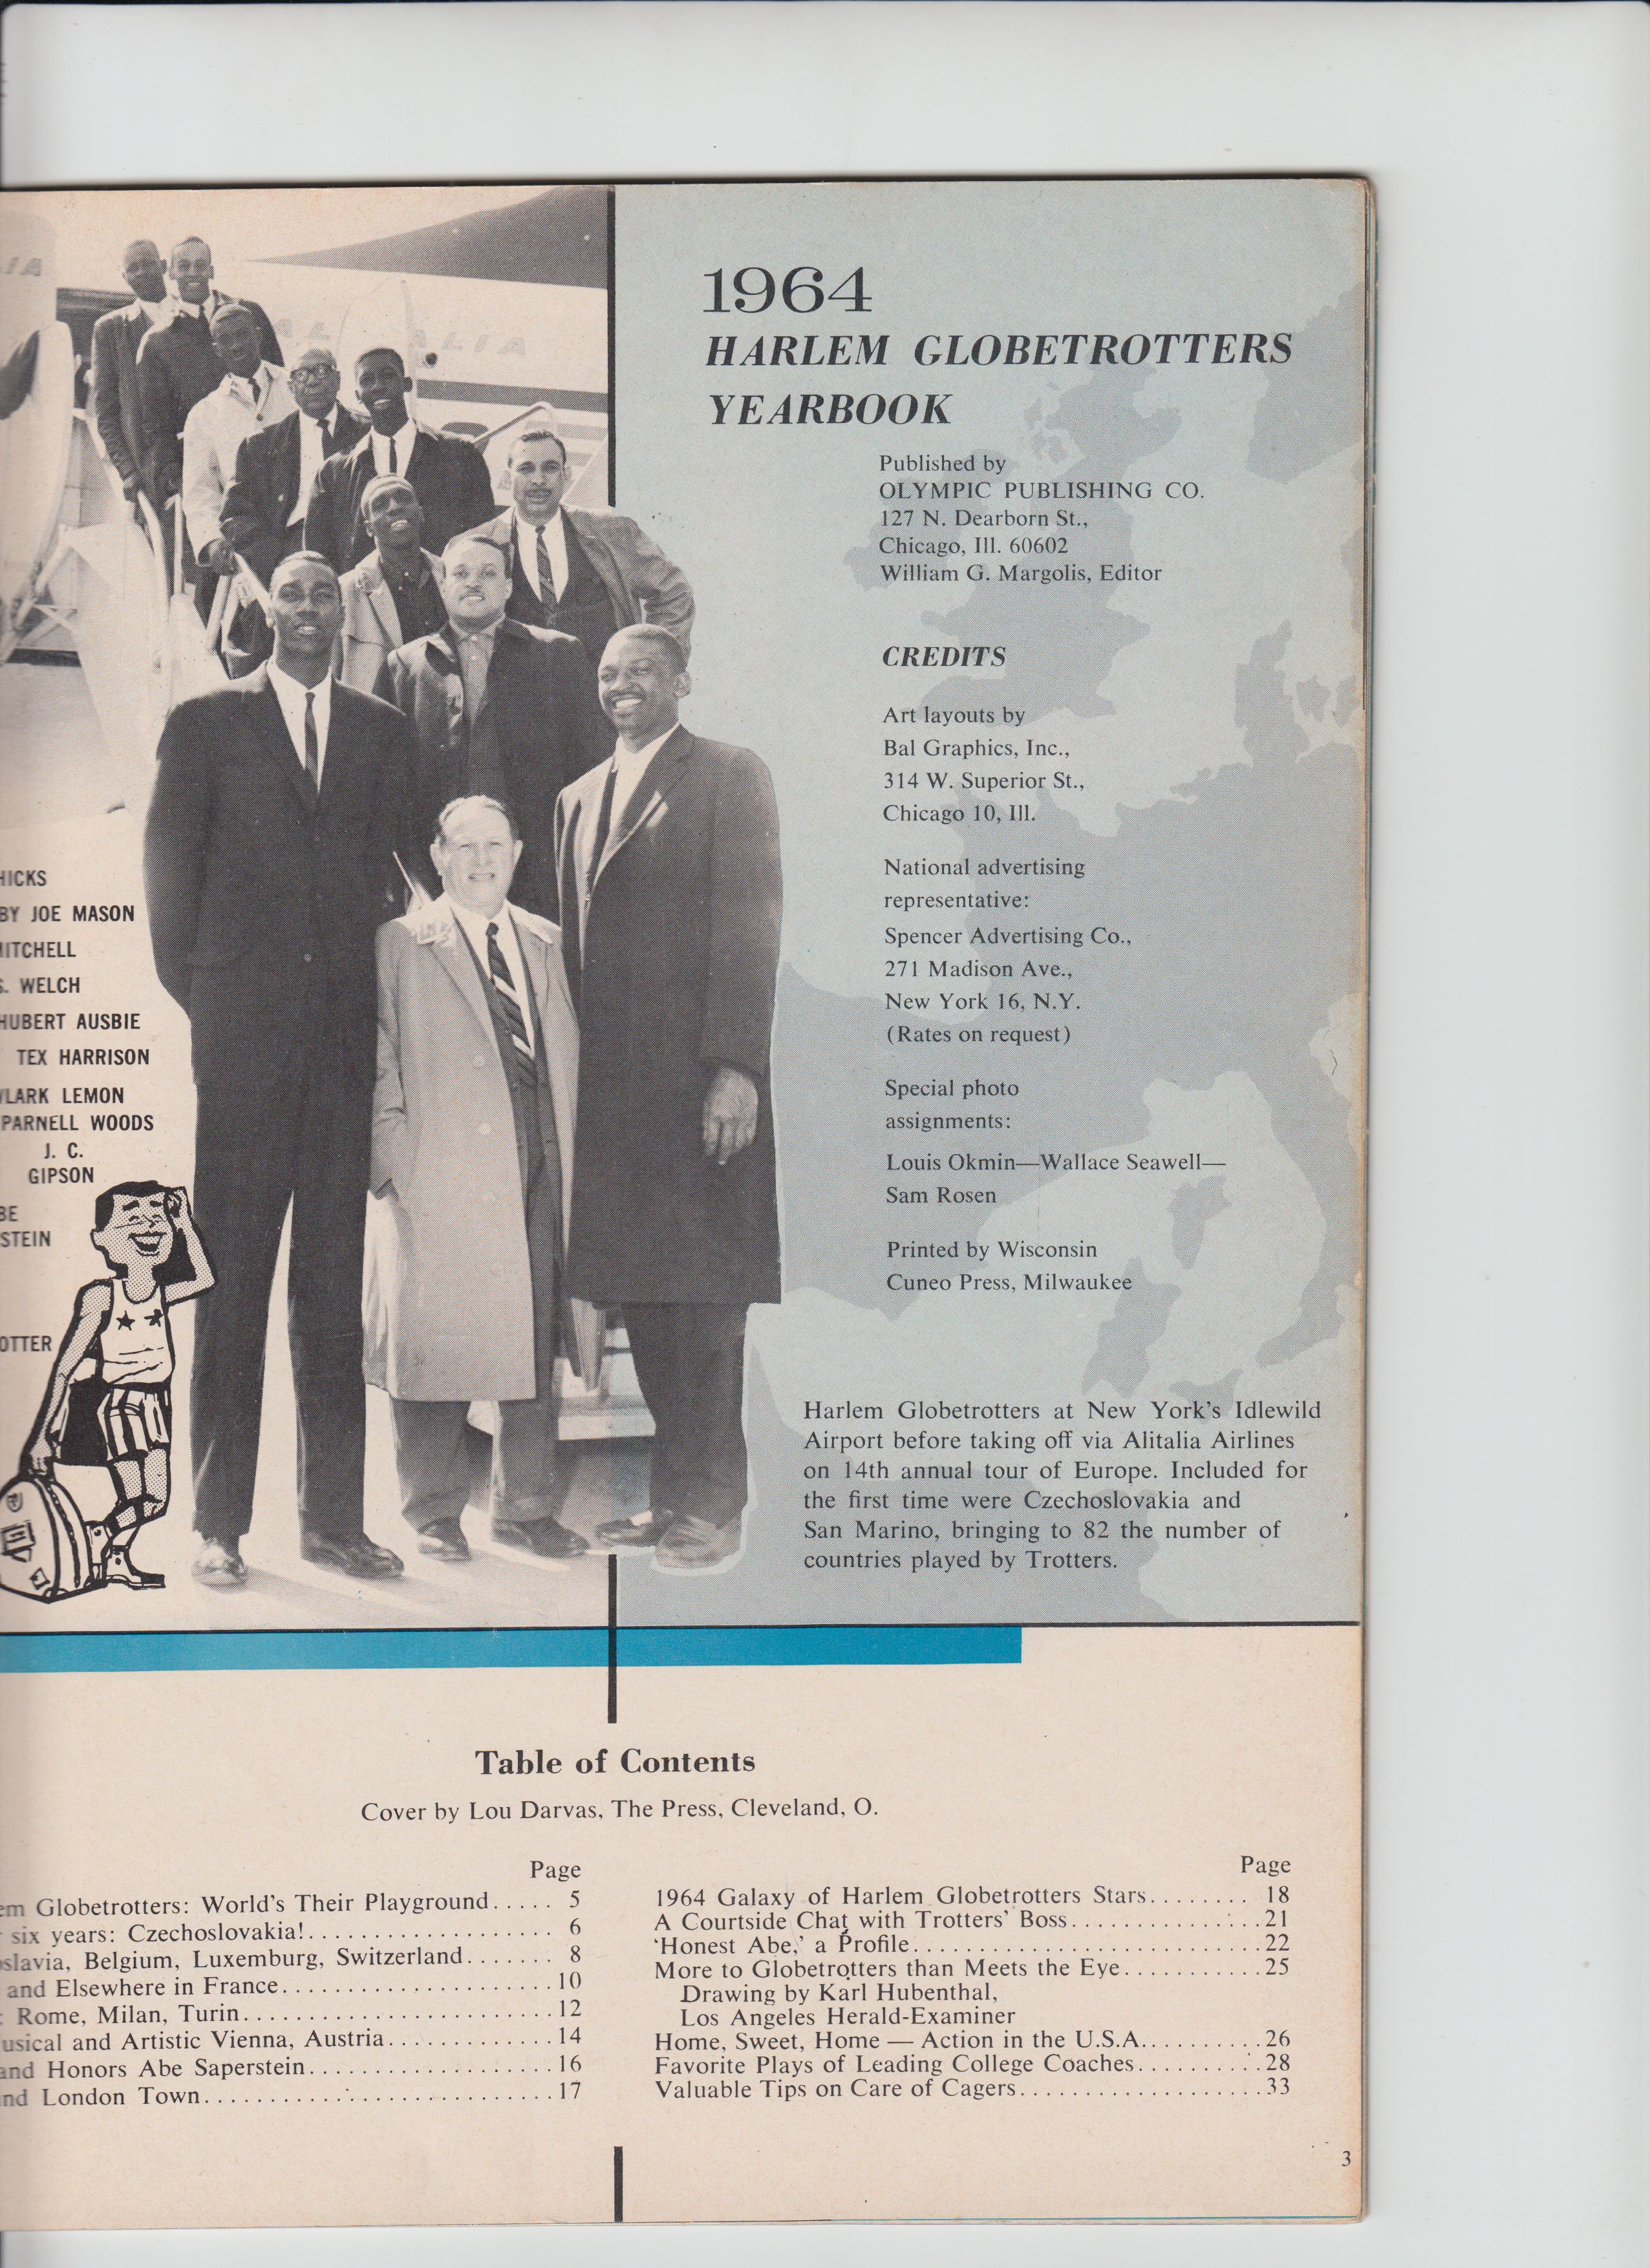 ALIA
1964
HARLEM GLOBETROTTERS
YEARBOOK
Published by
OLYMPIC PUBLISHING CO.
127 N. Dearborn St.,
Chicago, Ill. 60602
William G. Margolis, Editor
CREDITS
Art layouts by
Bal Graphics, Inc.,
314 W. Superior St.,
Chicago 10, Ill.
National advertising
representative:
Spencer Advertising Co.,
271 Madison Ave.,
New York 16, N.Y.
(Rates on request)
Special photo
assignments:
Louis Okmin—Wallace Seawell—
Sam Rosen
Printed by Wisconsin
Cuneo Press, Milwaukee
HICKS
BY JOE MASON
MITCHELL
S. WELCH
HUBERT AUSBIE
TEX HARRISON
LARK LEMON
PARNELL WOODS
J. C.
GIPSON
BE
STEIN
OTTER
Harlem Globetrotters at New York's Idlewild
Airport before taking off via Alitalia Airlines
on 14th annual tour of Europe. Included for
the first time were Czechoslovakia and
San Marino, bringing to 82 the number of
countries played by Trotters.
Table of Contents
Cover by Lou Darvas, The Press, Cleveland, O.
Page
em Globetrotters: World's Their Playground..... 5
six years: Czechoslovakia!..................... 6
slavia, Belgium, Luxemburg, Switzerland....... 8
and Elsewhere in France.......................10
: Rome, Milan, Turin..........................12
usical and Artistic Vienna, Austria..............14
and Honors Abe Saperstein.....................16
nd London Town..............................17
Page
1964 Galaxy of Harlem Globetrotters Stars........ 18
A Courtside Chat with Trotters' Boss................21
'Honest Abe,' a Profile.............................22
More to Globetrotters than Meets the Eye...........25
Drawing by Karl Hubenthal,
Los Angeles Herald-Examiner
Home, Sweet, Home — Action in the U.S.A..........26
Favorite Plays of Leading College Coaches..........28
Valuable Tips on Care of Cagers....................33
3